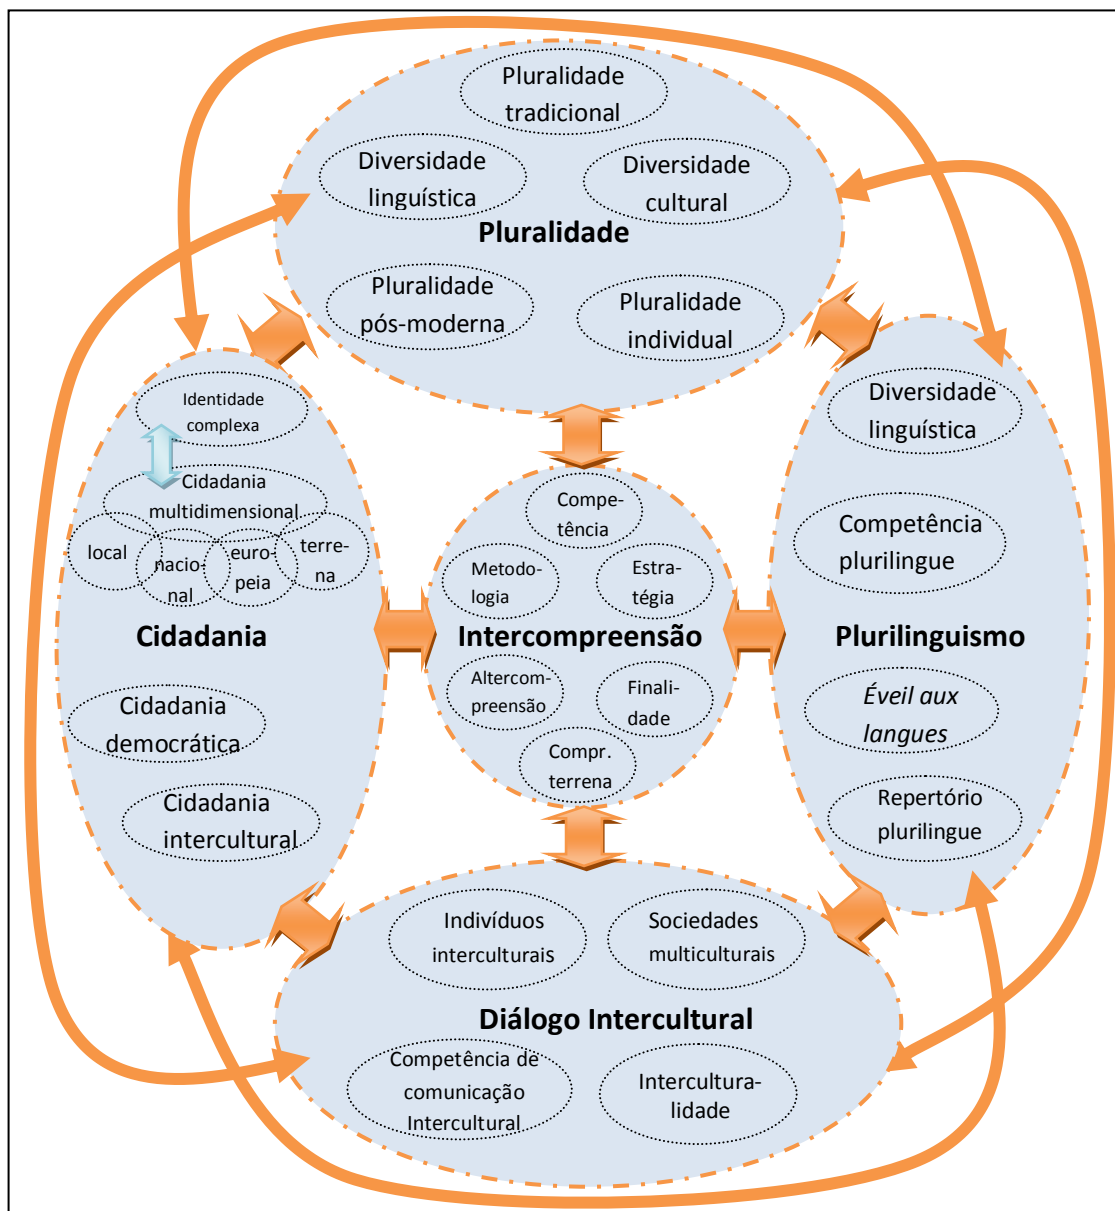 Pluralidade
tradicional
Diversidade
linguística
Diversidade
cultural
Pluralidade
Pluralidade
pós-moderna
Pluralidade
individual
Identidade
complexa
Cidadania
multidimensional
local
nacio-
nal
euro-
peia
terre-
na
Cidadania
Cidadania
democrática
Cidadania
intercultural
Compe-
tência
Metodo-
logia
Estra-
tégia
Intercompreensão
Altercom-
preensão
Finali-
dade
Compr.
terrena
Diversidade
linguística
Competência
plurilingue
Plurilinguismo
Éveil aux
langues
Repertório
plurilingue
Indivíduos
interculturais
Sociedades
multiculturais
Diálogo Intercultural
Competência de
comunicação
Intercultural
Intercultura-
lidade